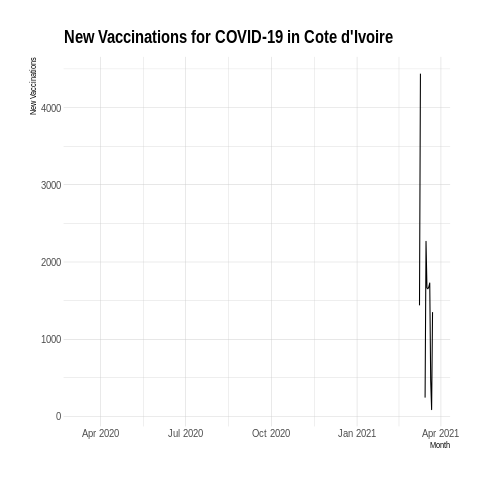 New Vaccinations for COVID-19 in Cote d'Ivoire
New Vaccinations
4000
3000
2000
1000
0
Apr 2020
Jul 2020
Oct 2020
Jan 2021
Apr 2021
Month